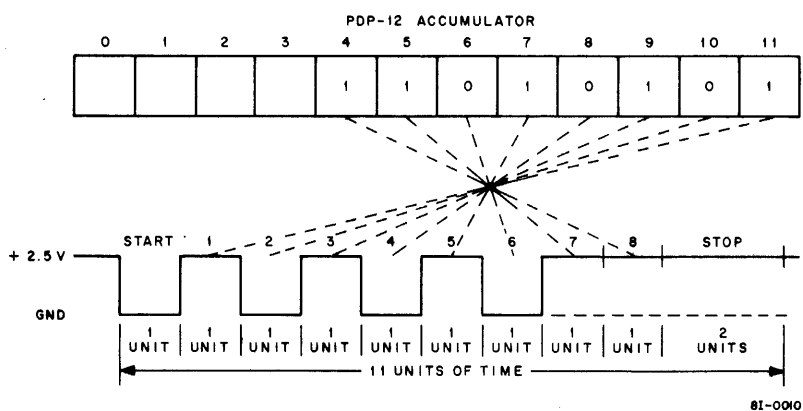 PDP-12 ACCUMULATOR
0 1 2 3 4 5 6 7 8 9 10 11
1 1 0 1 0 1 0 1
START 1 2 3 4 5 6 7 8 STOP
+ 2.5 V
GND
1 1 1 1 1 1 1 1 1 2
UNIT UNIT UNIT UNIT UNIT UNIT UNIT UNIT UNIT UNITS
11 UNITS OF TIME
8I-0010